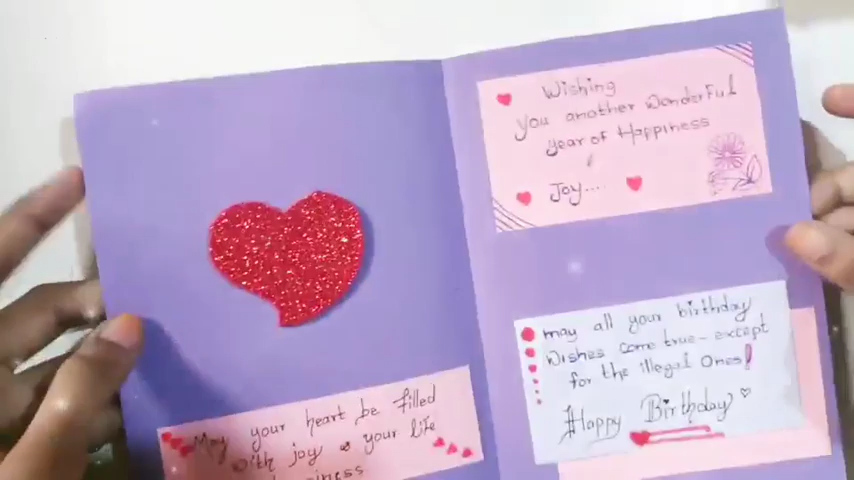 May your heart be filled
with joy & your life
Wishing
you another wonderful
year of Happiness
Joy....
may all your birthday
wishes come true_ except
for the illegal Ones!
#Happy Birthday